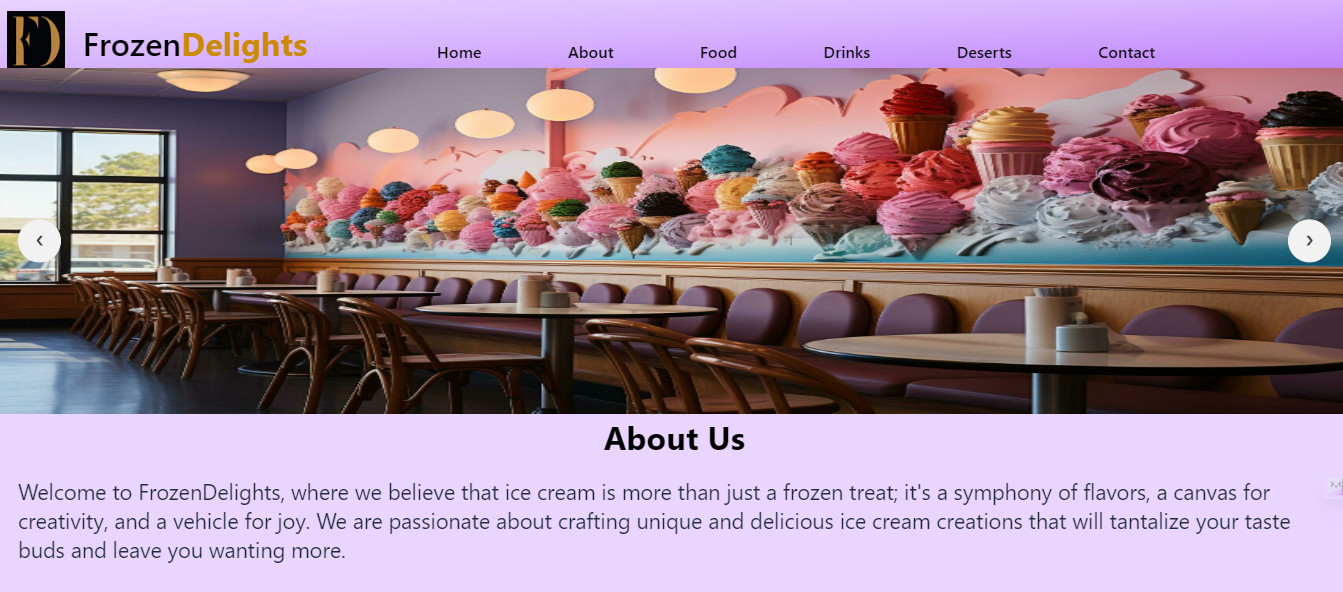 FD FrozenDelights Home About Food Drinks Deserts Contact
‹ ›
About Us
Welcome to FrozenDelights, where we believe that ice cream is more than just a frozen treat; it's a symphony of flavors, a canvas for
creativity, and a vehicle for joy. We are passionate about crafting unique and delicious ice cream creations that will tantalize your taste
buds and leave you wanting more.